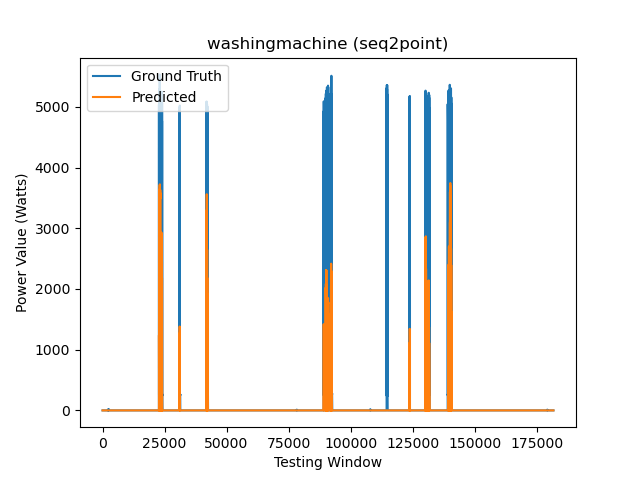 washingmachine (seq2point)
Ground Truth
Predicted
5000
4000
3000
2000
1000
0
Power Value (Watts)
0 25000 50000 75000 100000 125000 150000 175000
Testing Window